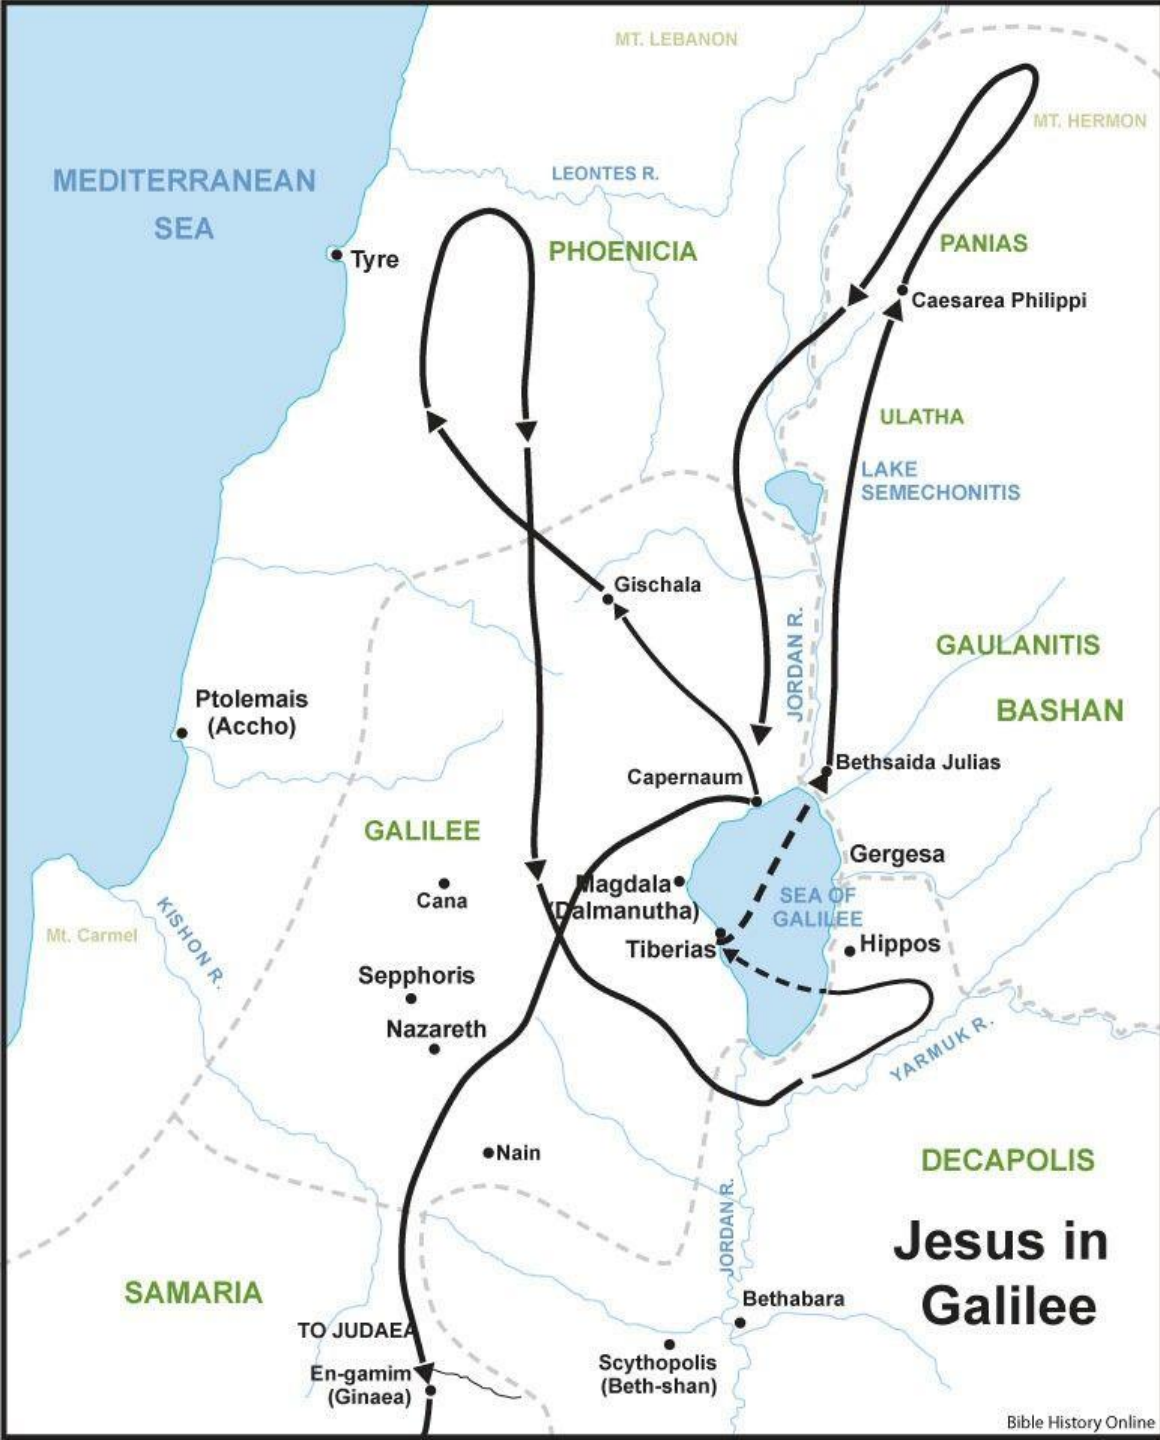 MT. LEBANON
MT. HERMON
LEONTES R.
MEDITERRANEAN
SEA
PHOENICIA
PANIAS
Tyre
Caesarea Philippi
ULATHA
LAKE
SEMECHONITIS
Gischala
JORDAN R.
GAULANITIS
BASHAN
Ptolemais
(Accho)
Bethsaida Julias
Capernaum
GALILEE
Gergesa
Magdala
(Dalmanutha)
SEA OF
GALILEE
Cana
KISHON R.
Mt. Carmel
Tiberias
Hippos
Sepphoris
Nazareth
YARMUK R.
Nain
DECAPOLIS
JORDAN R.
Jesus in
Galilee
SAMARIA
Bethabara
TO JUDAEA
Scythopolis
(Beth-shan)
En-gamim
(Ginaea)
Bible History Online